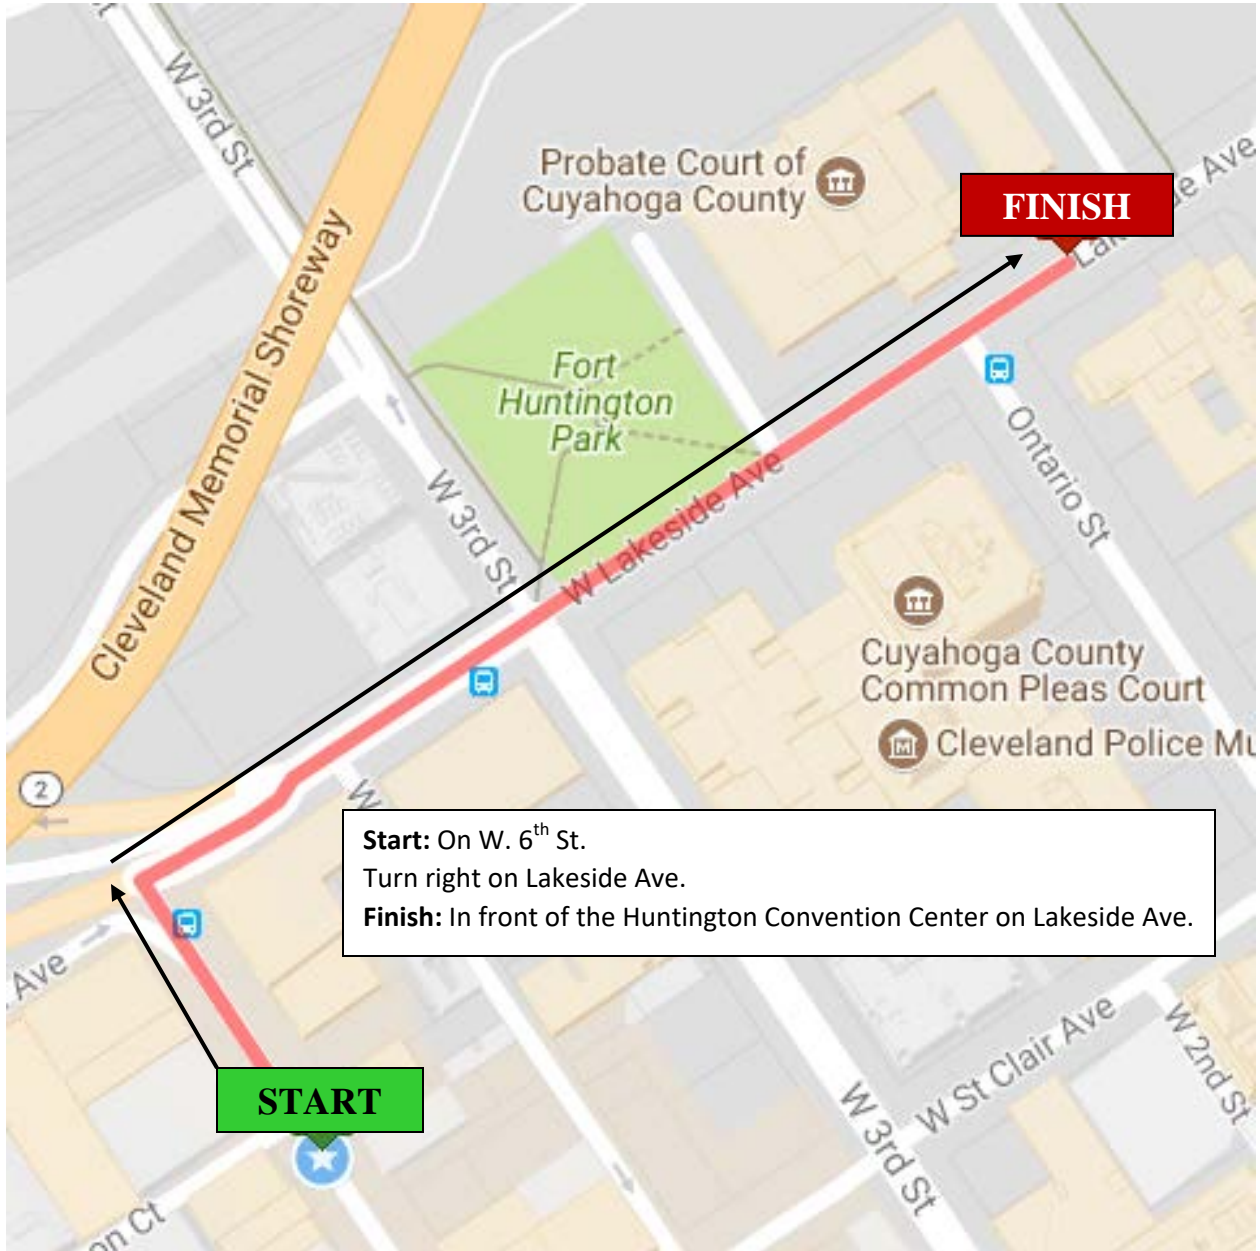 St
W 3rd St
Probate Court of
Cuyahoga County
FINISH
Lakeside Ave
Cleveland Memorial Shoreway
Fort
Huntington
Park
Ontario St
W 3rd St
W Lakeside Ave
Cuyahoga County
Common Pleas Court
M Cleveland Police Mu
2
W
Start: On W. 6th St.
Turn right on Lakeside Ave.
Finish: In front of the Huntington Convention Center on Lakeside Ave.
Ave
START
W St Clair Ave
W 2nd St
W 3rd St
on Ct